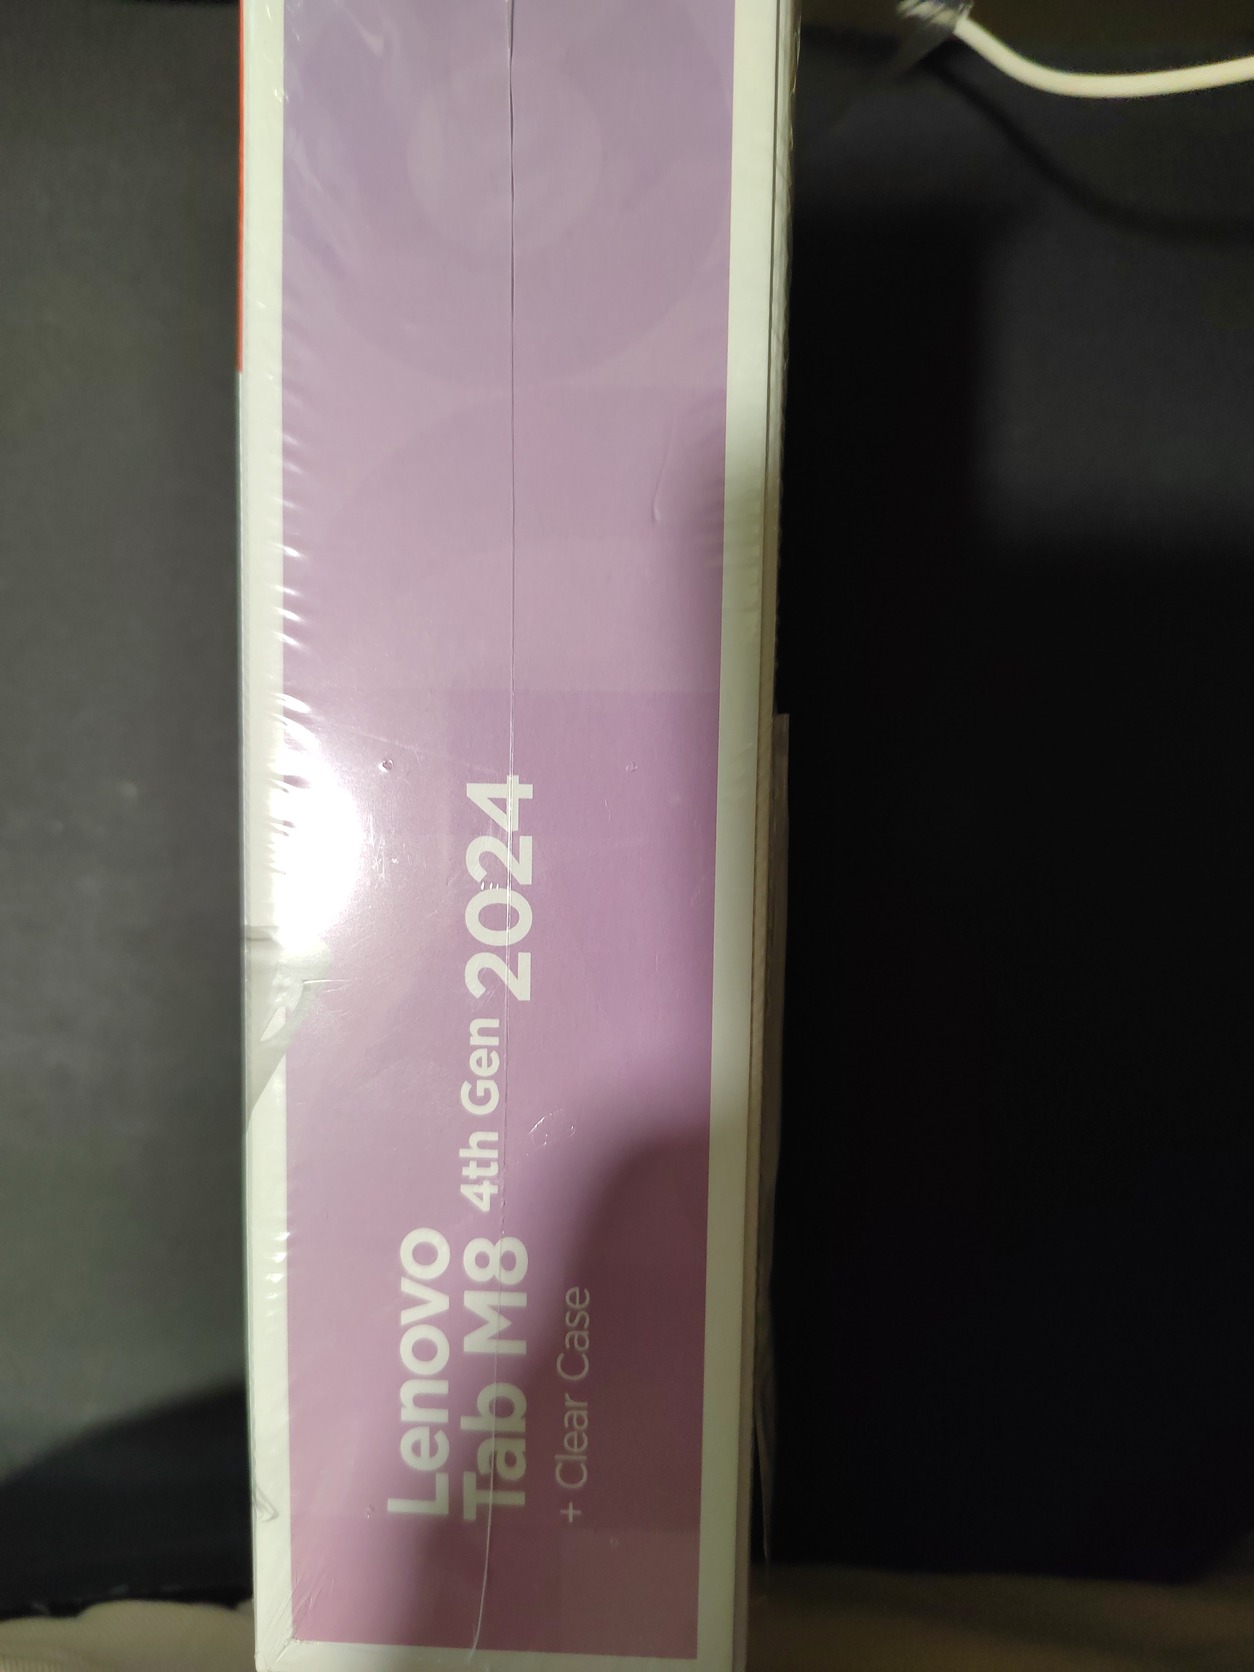 Lenovo
Tab M8 4th Gen 2024
+ Clear Case